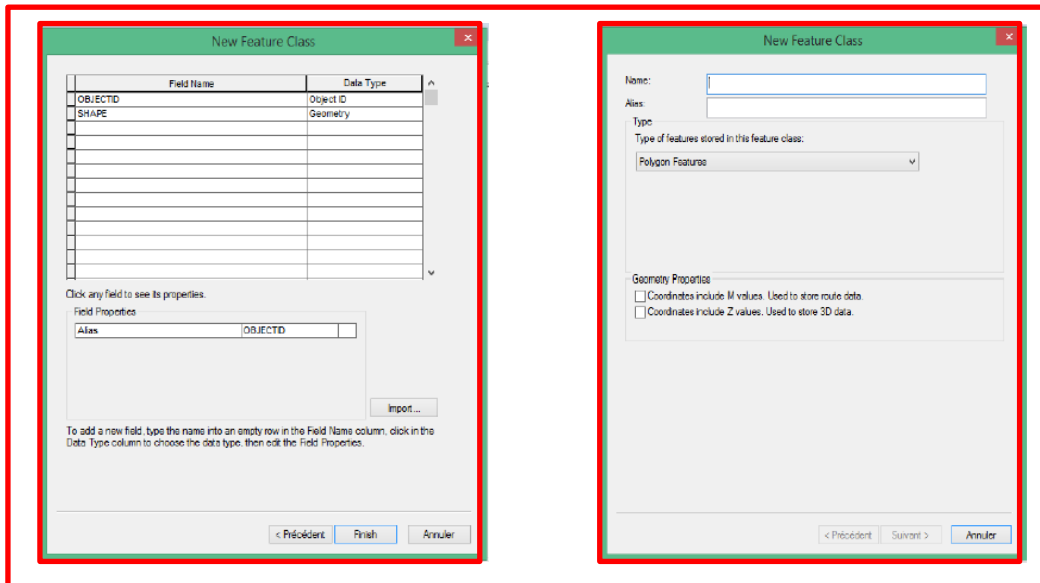 New Feature Class
Field Name Data Type
OBJECTID Object ID
SHAPE Geometry
Click any field to see its properties.
Field Properties
Alias OBJECTID
Import...
To add a new field, type the name into an empty row in the Field Name column, click in the
Data Type column to choose the data type, then edit the Field Properties.
< Précédent Finish Annuler
New Feature Class
Name:
Alias:
Type
Type of features stored in this feature class:
Polygon Features
Geometry Properties
Coordinates include M values. Used to store route data.
Coordinates include Z values. Used to store 3D data.
< Précédent Suivant > Annuler